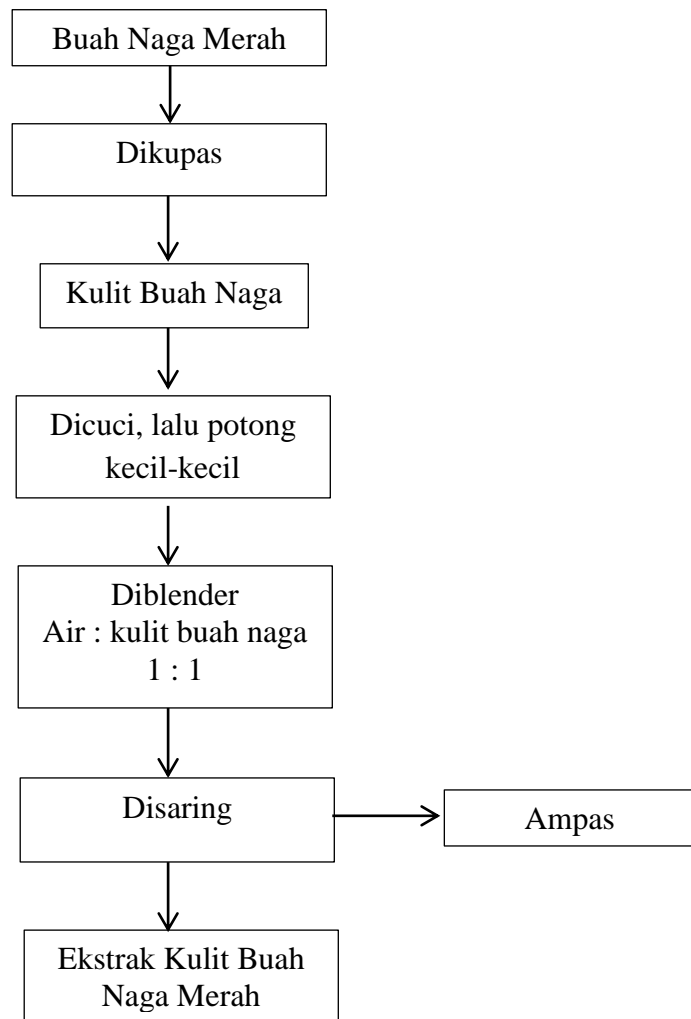 Buah Naga Merah
Dikupas
Kulit Buah Naga
Dicuci, lalu potong
kecil-kecil
Diblender
Air : kulit buah naga
1 : 1
Disaring
Ampas
Ekstrak Kulit Buah
Naga Merah